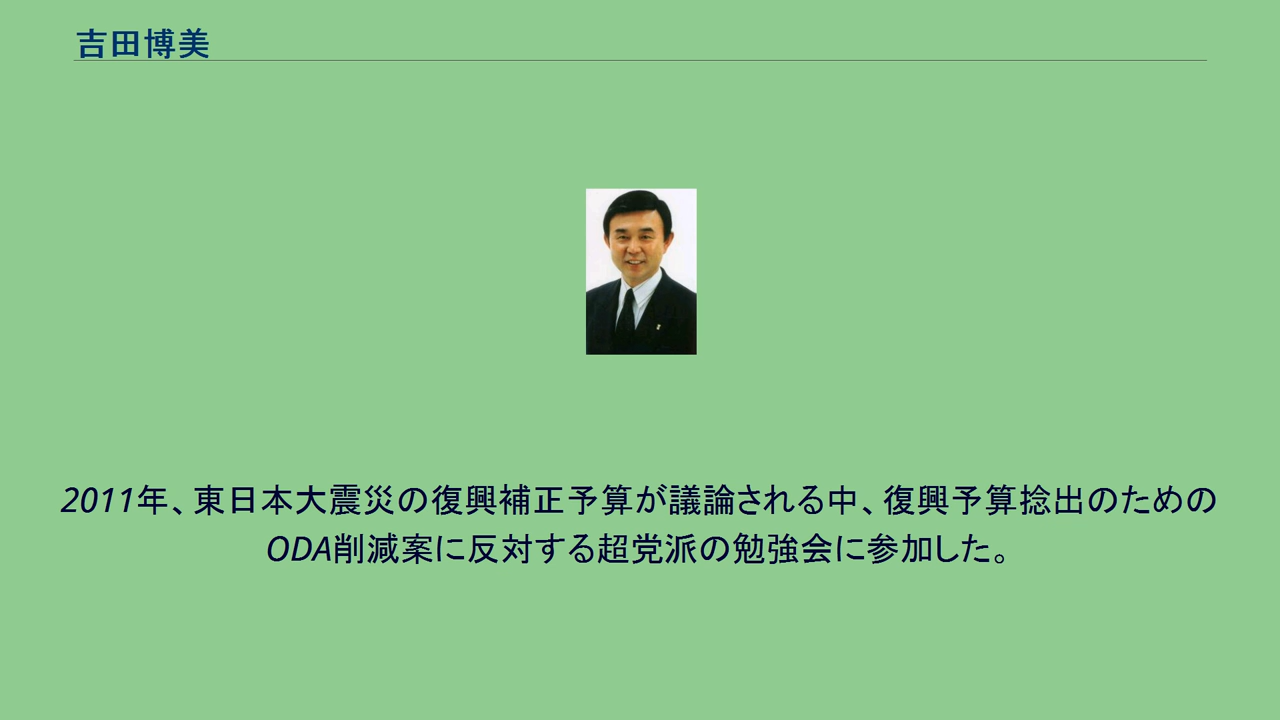 吉田博美
2011年、東日本大震災の復興補正予算が議論される中、復興予算捻出のための
ODA削減案に反対する超党派の勉強会に参加した。